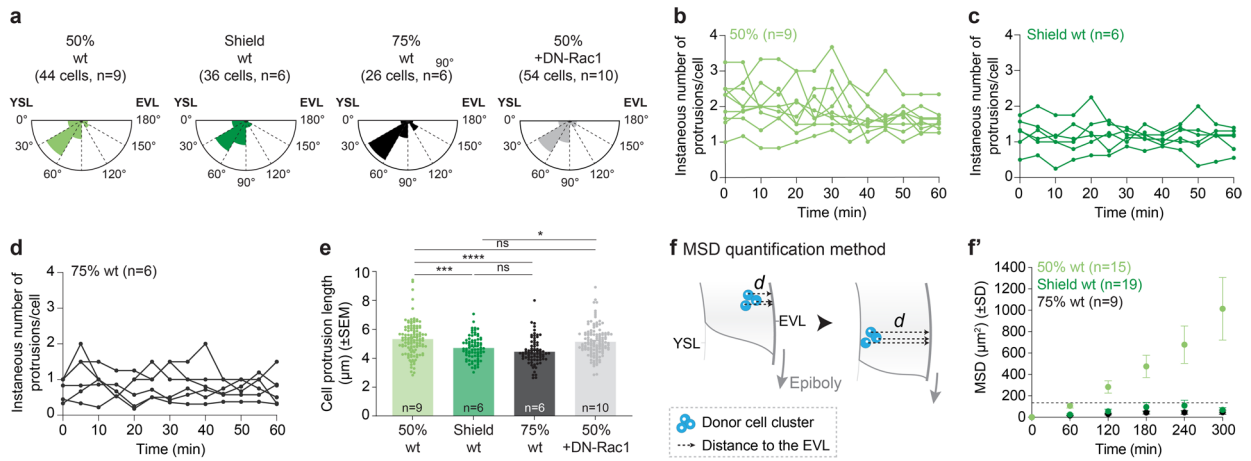 a
50%
wt
(44 cells, n=9)
YSL
EVL
0°
180°
30°
150°
60°
120°
90°
Shield
wt
(36 cells, n=6)
YSL
EVL
0°
180°
30°
150°
60°
120°
90°
75%
wt
90°
(26 cells, n=6)
YSL
EVL
0°
180°
30°
150°
60°
120°
50%
+DN-Rac1
(54 cells, n=10)
YSL
EVL
0°
180°
30°
150°
60°
120°
90°
b
50% (n=9)
Instaneous number of
protrusions/cell
4
3
2
1
0
0 10 20 30 40 50 60
Time (min)
c
Shield wt (n=6)
Instaneous number of
protrusions/cell
4
3
2
1
0
0 10 20 30 40 50 60
Time (min)
d
75% wt (n=6)
Instaneous number of
protrusions/cell
4
3
2
1
0
0 10 20 30 40 50 60
Time (min)
e
Cell protrusion length
(µm) (±SEM)
10
8
6
4
2
0
*
ns
****
*** ns
n=9 n=6 n=6 n=10
50%
wt
Shield
wt
75%
wt
50%
+DN-Rac1
f MSD quantification method
d
EVL
YSL
Epiboly
d
Donor cell cluster
Distance to the EVL
f'
50% wt (n=15)
Shield wt (n=19)
75% wt (n=9)
MSD (µm²) (±SD)
1400
1200
1000
800
600
400
200
0
0 60 120 180 240 300
Time (min)